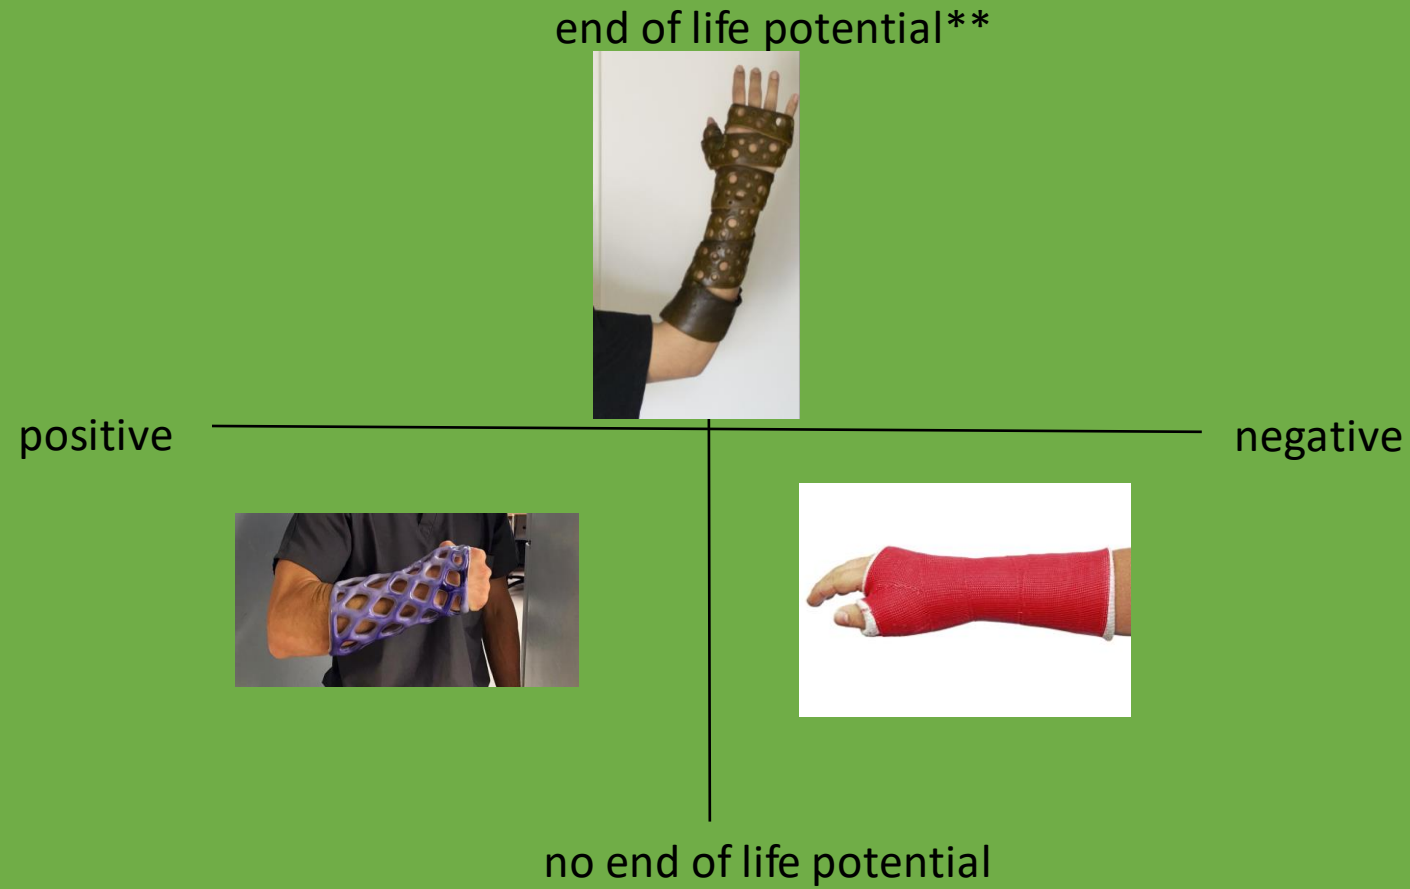 end of life potential**
positive
negative
no end of life potential